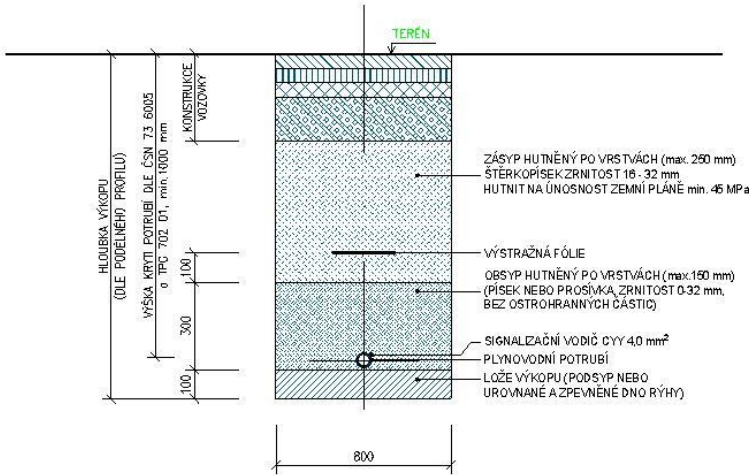 TERÉN
KONSTRUKCE
VOZOVKY
HLOUBKA VÝKOPU
(DLE PODÉLNÉHO PROFILU)
VÝŠKA KRYTÍ POTRUBÍ DLE ČSN 73 6005
a TPG 702 01, min.1000 mm
100
300
100
800
ZÁSYP HUTNĚNÝ PO VRSTVÁCH (max. 250 mm)
ŠTĚRKOPÍSEK ZRNITOST 16 - 32 mm
HUTNIT NA ÚNOSNOST ZEMNÍ PLÁNĚ min. 45 MPa
VÝSTRAŽNÁ FÓLIE
OBSYP HUTNĚNÝ PO VRSTVÁCH (max.150 mm)
(PÍSEK NEBO PROSÍVKA ZRNITOST 0-32 mm,
BEZ OSTROHRANNÝCH ČÁSTIC)
SIGNALIZAČNÍ VODIČ CYY 4,0 mm²
PLYNOVODNÍ POTRUBÍ
LOŽE VÝKOPU (PODSYP NEBO
UROVNANÉ A ZPEVNĚNÉ DNO RÝHY)